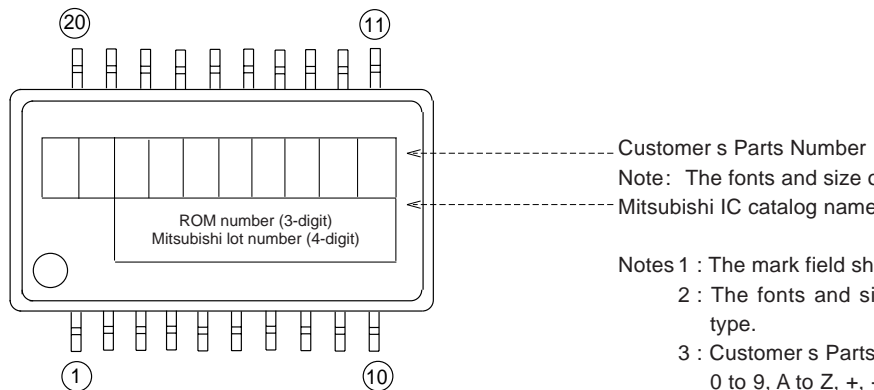 20 11
Customer s Parts Number
Note: The fonts and size
Mitsubishi IC catalog name
ROM number (3-digit)
Mitsubishi lot number (4-digit)
Notes 1 : The mark field
2 : The fonts and
type.
3 : Customer s Parts
0 to 9, A to Z, +,
1 10